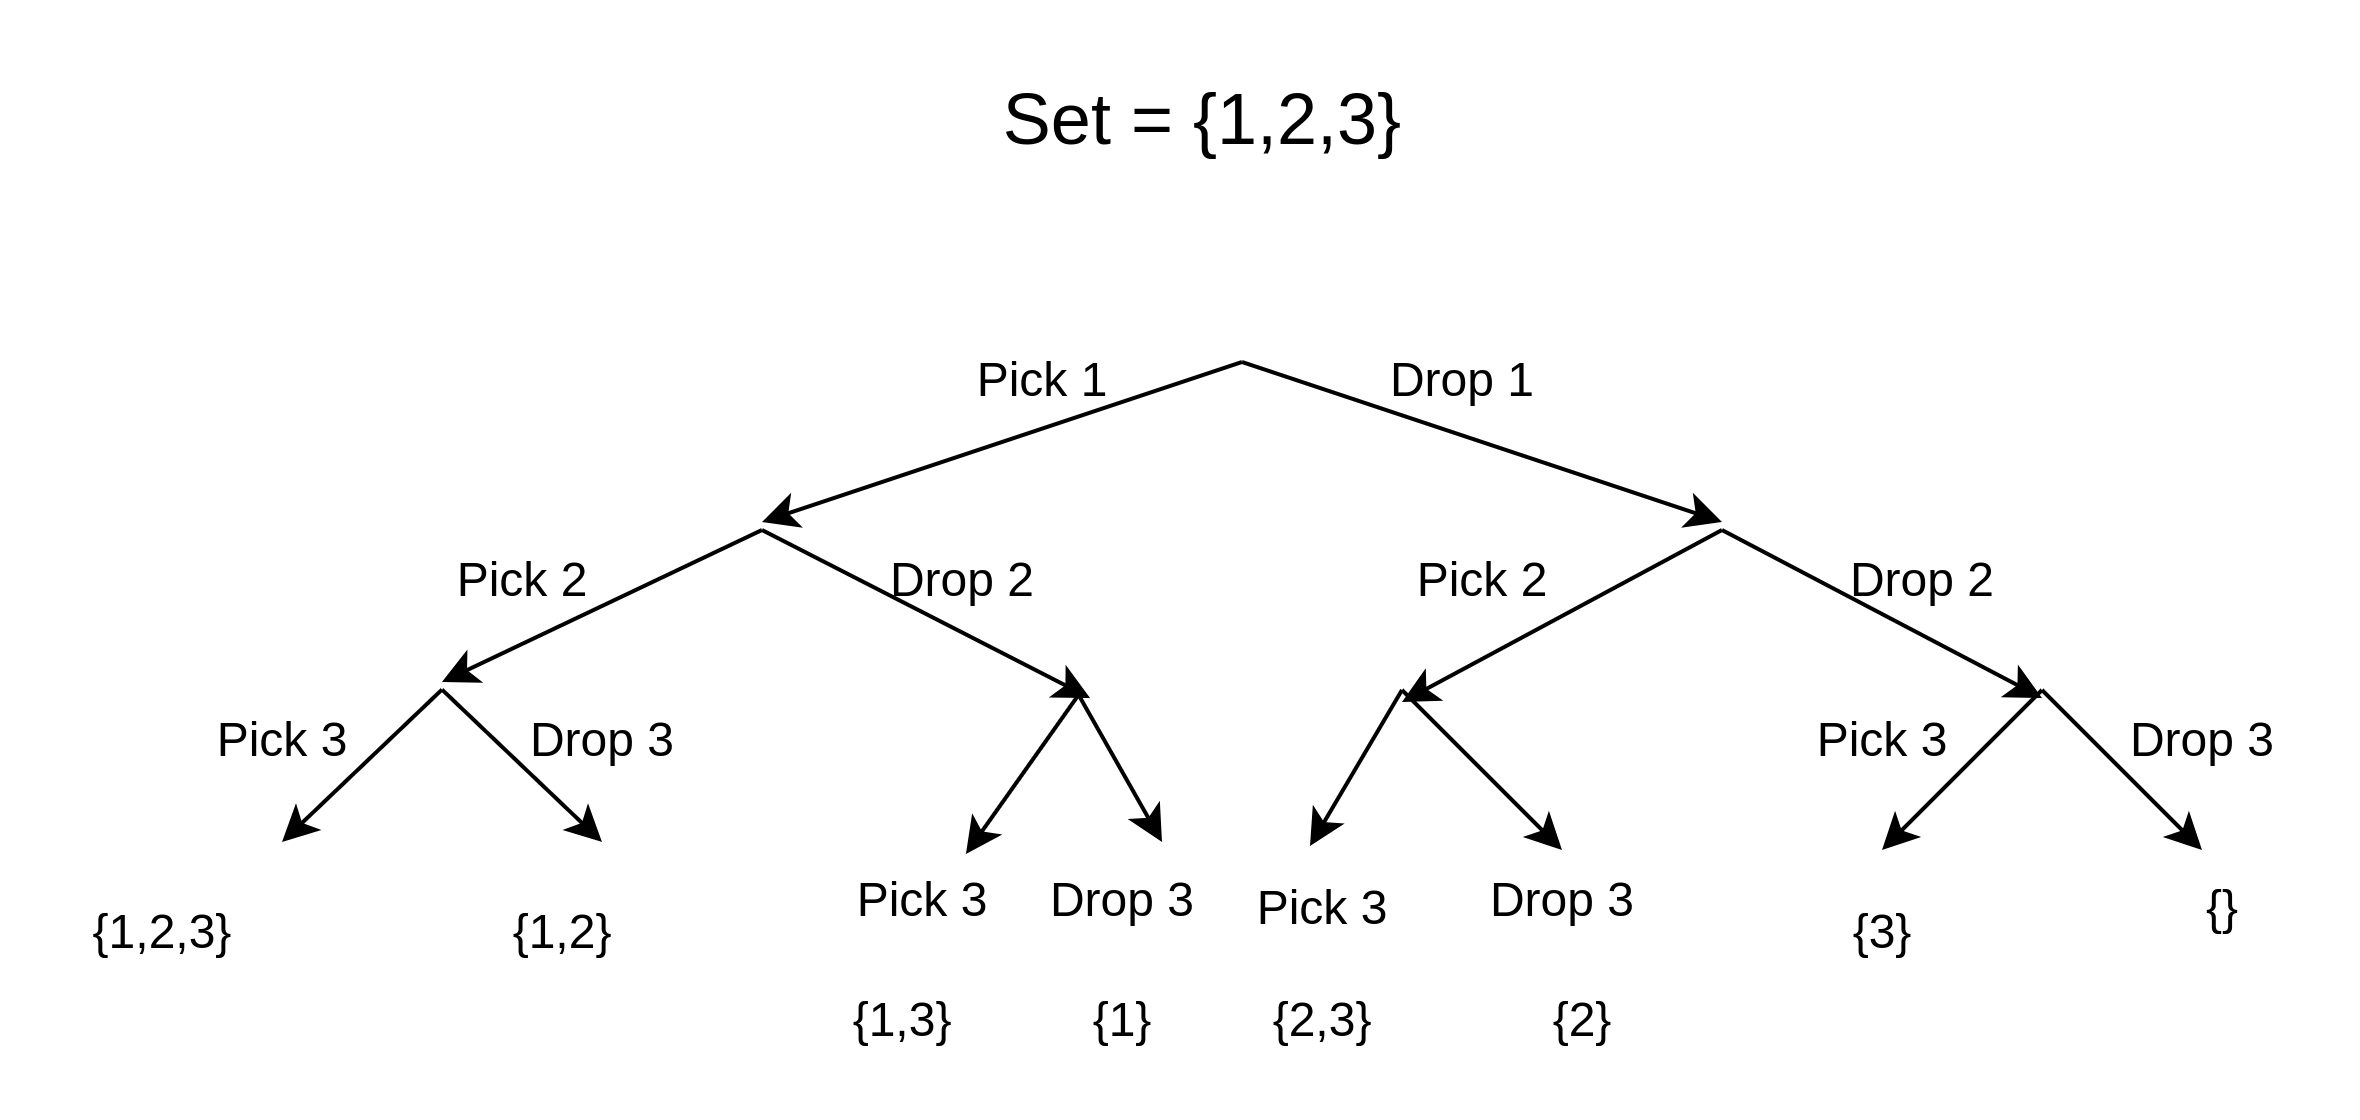 Set = {1,2,3}
Pick 1
Drop 1
Pick 2
Drop 2
Pick 2
Drop 2
Pick 3
Drop 3
Pick 3
Drop 3
Pick 3
Drop 3
Pick 3
Drop 3
{1,2,3}
{1,2}
{3}
{}
{1,3}
{1}
{2,3}
{2}